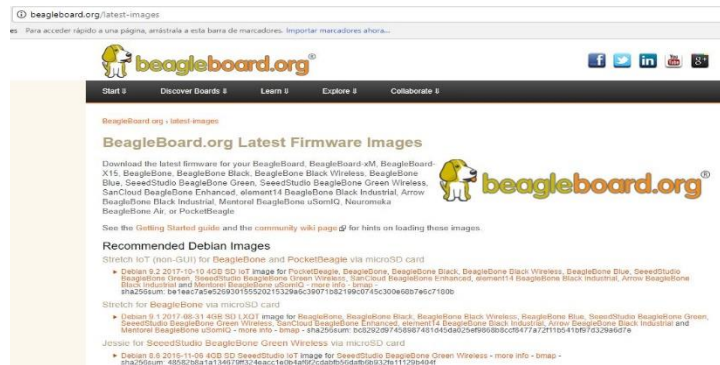 beagleboard.org/latest-images
es Para acceder rápido a una página, arrástrala a esta barra de marcadores. Importar marcadores ahora...
beagleboard.org®
Start Discover Boards Learn Explore Collaborate
BeagleBoard.org › latest-images
BeagleBoard.org Latest Firmware Images
Download the latest firmware for your BeagleBoard, BeagleBoard-xM, BeagleBoard-
X15, BeagleBone, BeagleBone Black, BeagleBone Black Wireless, BeagleBone
Blue, SeeedStudio BeagleBone Green, SeeedStudio BeagleBone Green Wireless,
SanCloud BeagleBone Enhanced, element14 BeagleBone Black Industrial, Arrow
BeagleBone Black Industrial, Mentorel BeagleBone uSomIQ, Neuromeka
BeagleBone Air, or PocketBeagle
beagleboard.org®
See the Getting Started guide and the community wiki page for hints on loading these images.
Recommended Debian Images
Stretch IoT (non-GUI) for BeagleBone and PocketBeagle via microSD card
Debian 9.2 2017-10-10 4GB SD IoT image for PocketBeagle, BeagleBone, BeagleBone Black, BeagleBone Black Wireless, BeagleBone Blue, SeeedStudio
BeagleBone Green, SeeedStudio BeagleBone Green Wireless, SanCloud BeagleBone Enhanced, element14 BeagleBone Black Industrial, Arrow BeagleBone
Black Industrial and Mentorel BeagleBone uSomIQ - more info - bmap -
sha256sum:
Stretch for BeagleBone via microSD card
Debian 9.1 2017-08-31 4GB SD LXQT image for BeagleBone, BeagleBone Black, BeagleBone Black Wireless, BeagleBone Blue, SeeedStudio BeagleBone Green,
SeeedStudio BeagleBone Green Wireless, SanCloud BeagleBone Enhanced, element14 BeagleBone Black Industrial, Arrow BeagleBone Black Industrial and
Mentorel BeagleBone uSomIQ - more info - bmap - sha256sum:
Jessie for SeeedStudio BeagleBone Green Wireless via microSD card
Debian 8.6 2016-11-06 4GB SD SeeedStudio IoT image for SeeedStudio BeagleBone Green Wireless - more info - bmap -
sha256sum: